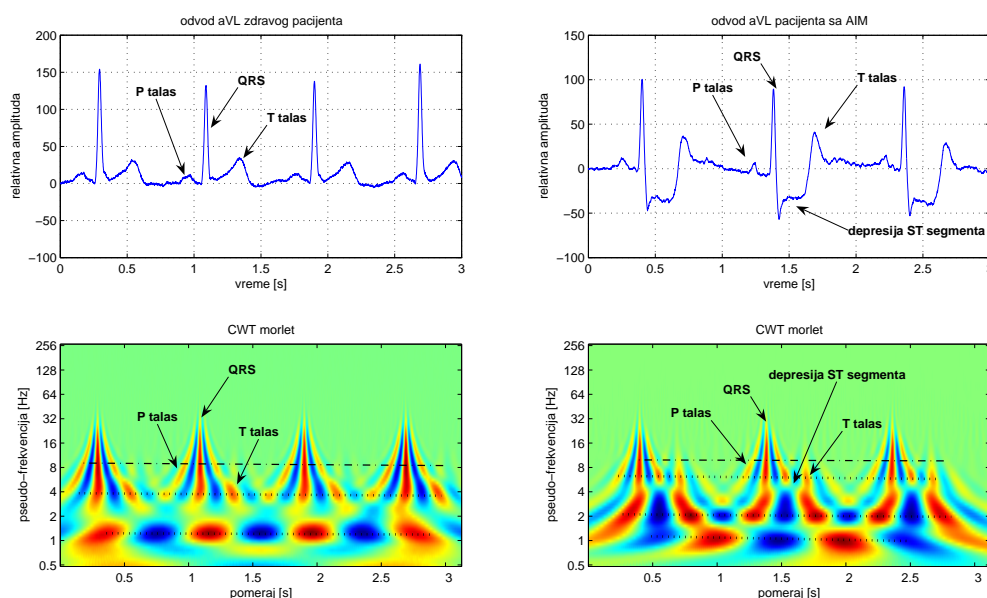 odvod aVL zdravog pacijenta
200
150
100
50
0
−50
−100
0
0.5
1
1.5
2
2.5
3
relativna amplituda
vreme [s]
P talas
QRS
T talas
odvod aVL pacijenta sa AIM
150
100
50
0
−50
−100
0
0.5
1
1.5
2
2.5
3
relativna amplituda
vreme [s]
QRS
P talas
T talas
depresija ST segmenta
CWT morlet
256
128
64
32
16
8
4
2
1
0.5
0.5
1
1.5
2
2.5
3
pseudo−frekvencija [Hz]
pomeraj [s]
QRS
P talas
T talas
CWT morlet
256
128
64
32
16
8
4
2
1
0.5
0.5
1
1.5
2
2.5
3
pseudo−frekvencija [Hz]
pomeraj [s]
depresija ST segmenta
QRS
P talas
T talas